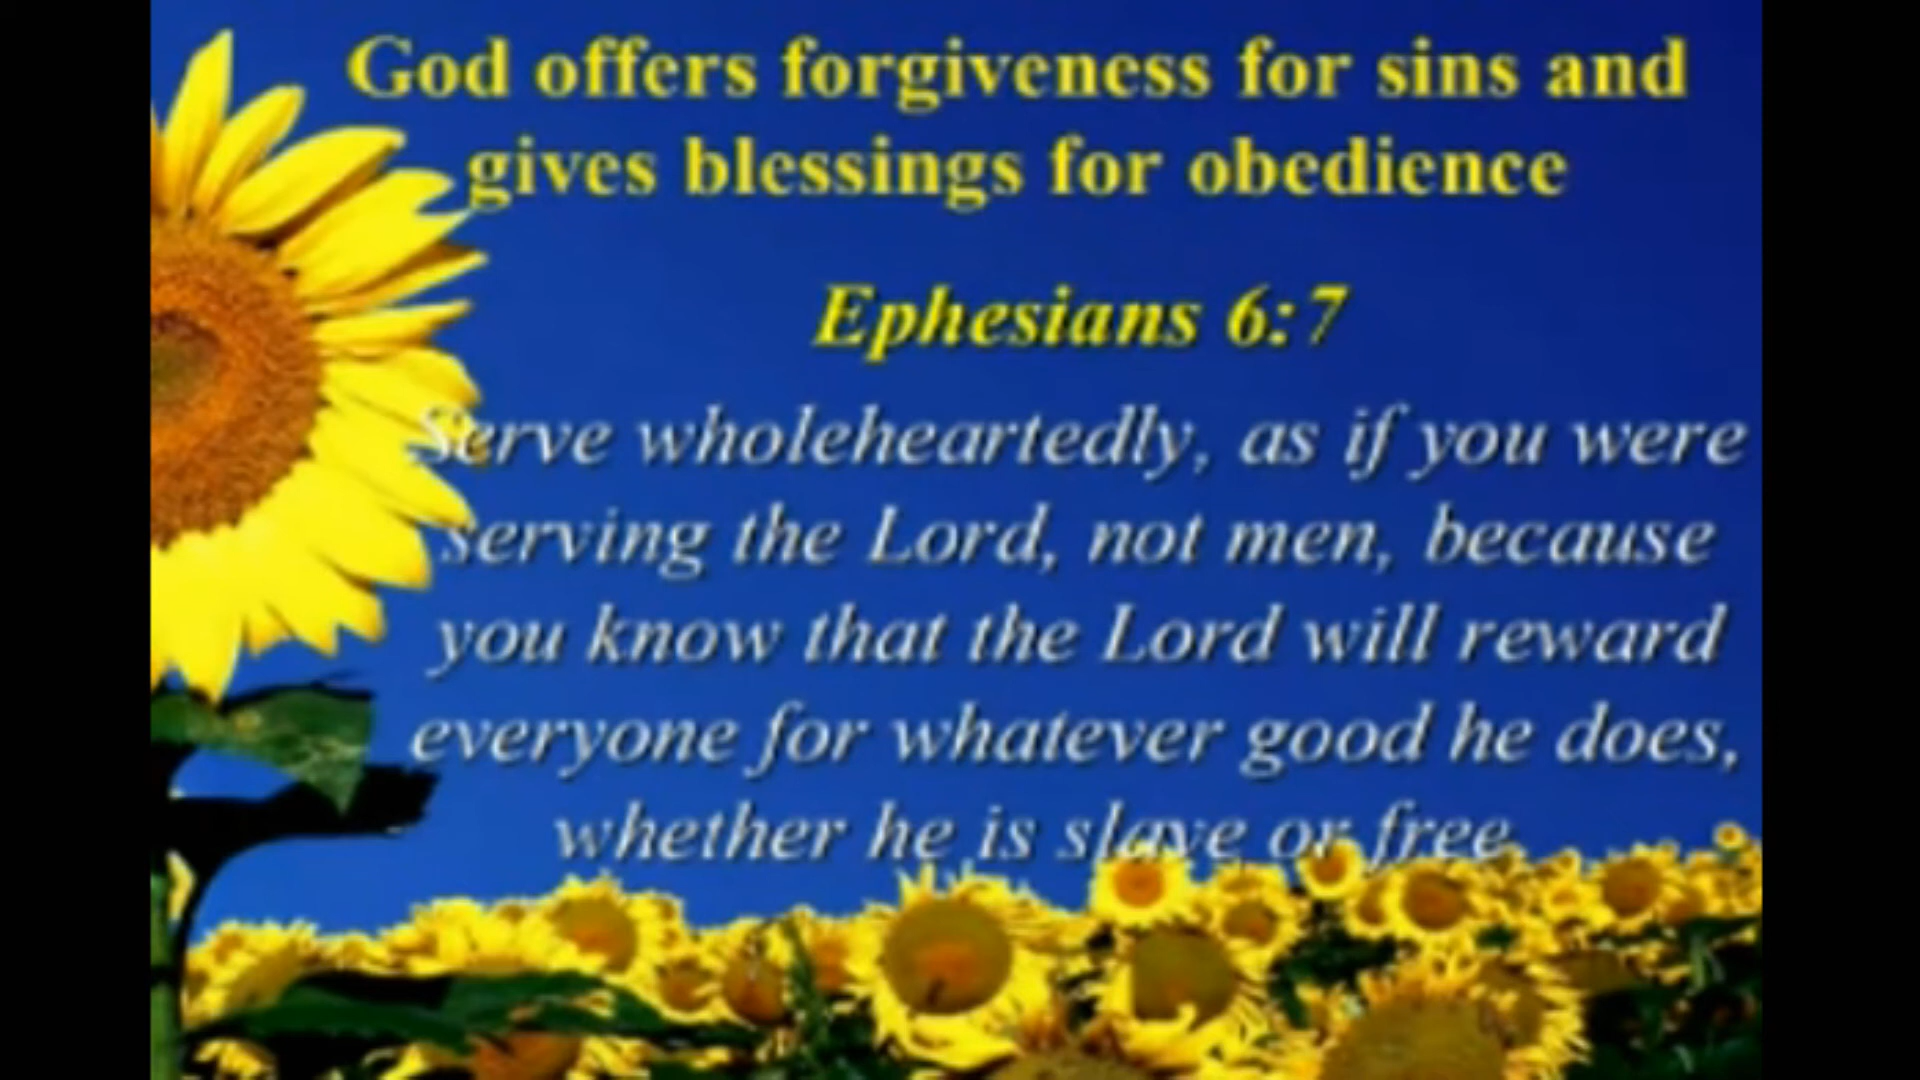 God offers forgiveness for sins and
gives blessings for obedience
Ephesians 6:7
Serve wholeheartedly, as if you were
serving the Lord, not men, because
you know that the Lord will reward
everyone for whatever good he does,
whether he is slave or free